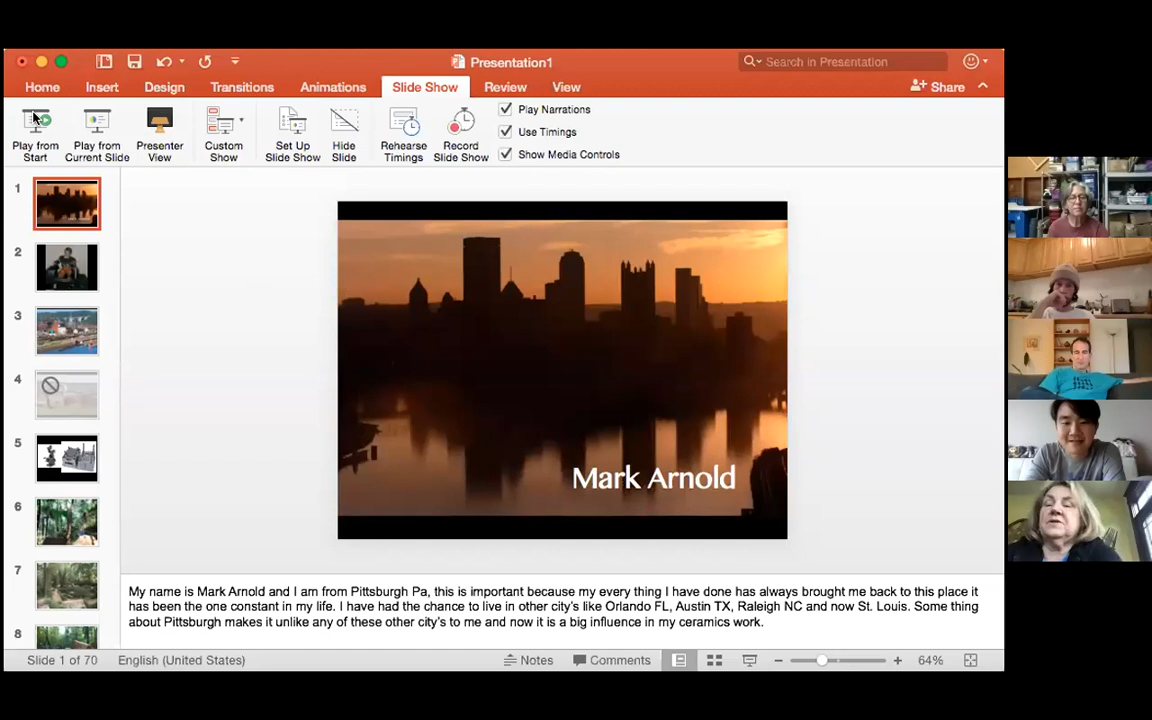 Presentation1
Search in Presentation
Home Insert Design Transitions Animations Slide Show Review View
Share
Play from Start
Play from Current Slide
Presenter View
Custom Show
Set Up Slide Show
Hide Slide
Rehearse Timings
Record Slide Show
Play Narrations
Use Timings
Show Media Controls
1
2
3
4
5
6
7
8
Mark Arnold
My name is Mark Arnold and I am from Pittsburgh Pa, this is important because my every thing I have done has always brought me back to this place it
has been the one constant in my life. I have had the chance to live in other city's like Orlando FL, Austin TX, Raleigh NC and now St. Louis. Some thing
about Pittsburgh makes it unlike any of these other city's to me and now it is a big influence in my ceramics work.
Slide 1 of 70 English (United States) Notes Comments 64%